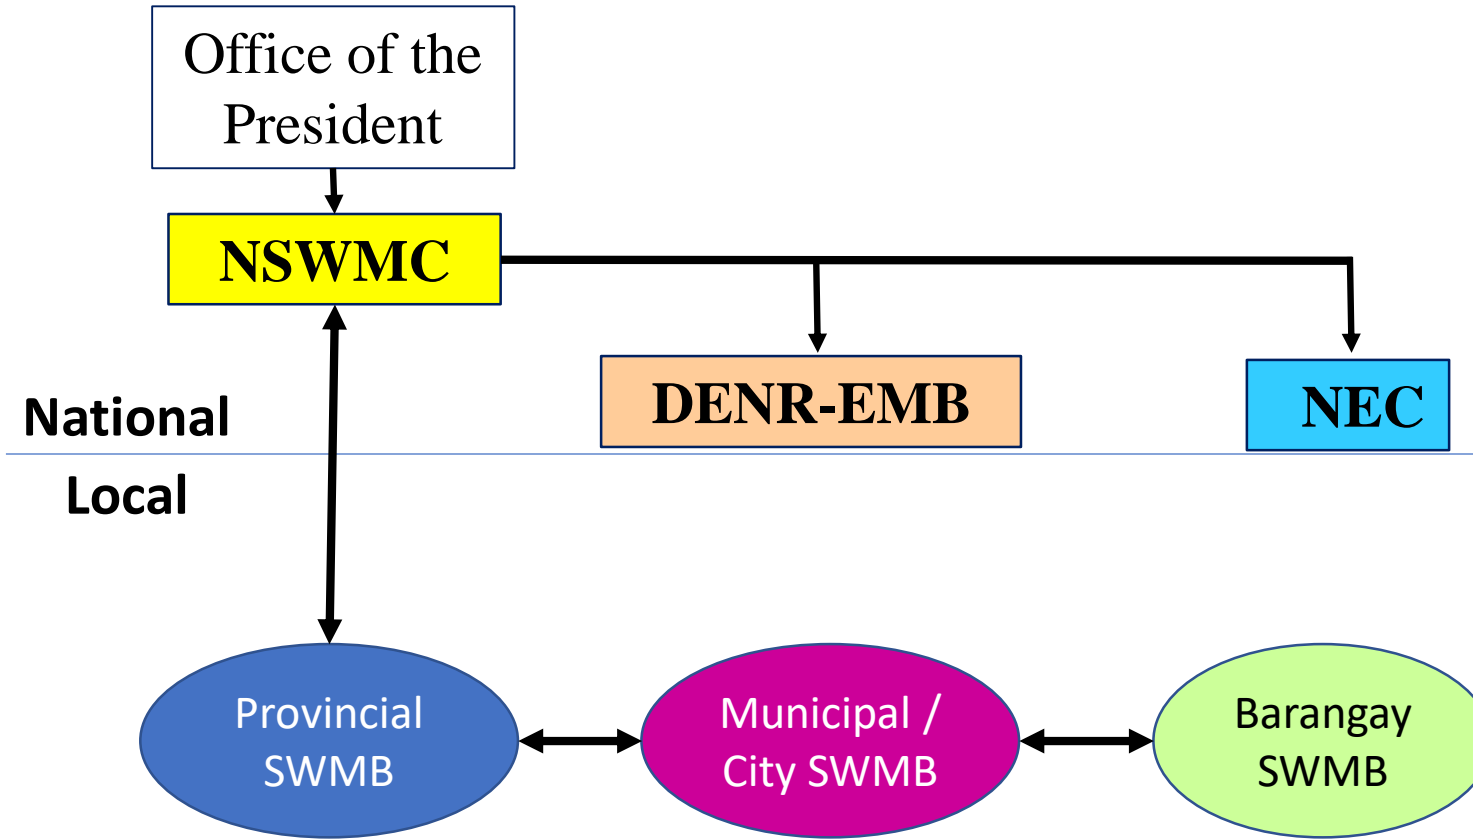 Office of the
President
NSWMC
DENR-EMB
NEC
National
Local
Provincial
SWMB
Municipal /
City SWMB
Barangay
SWMB